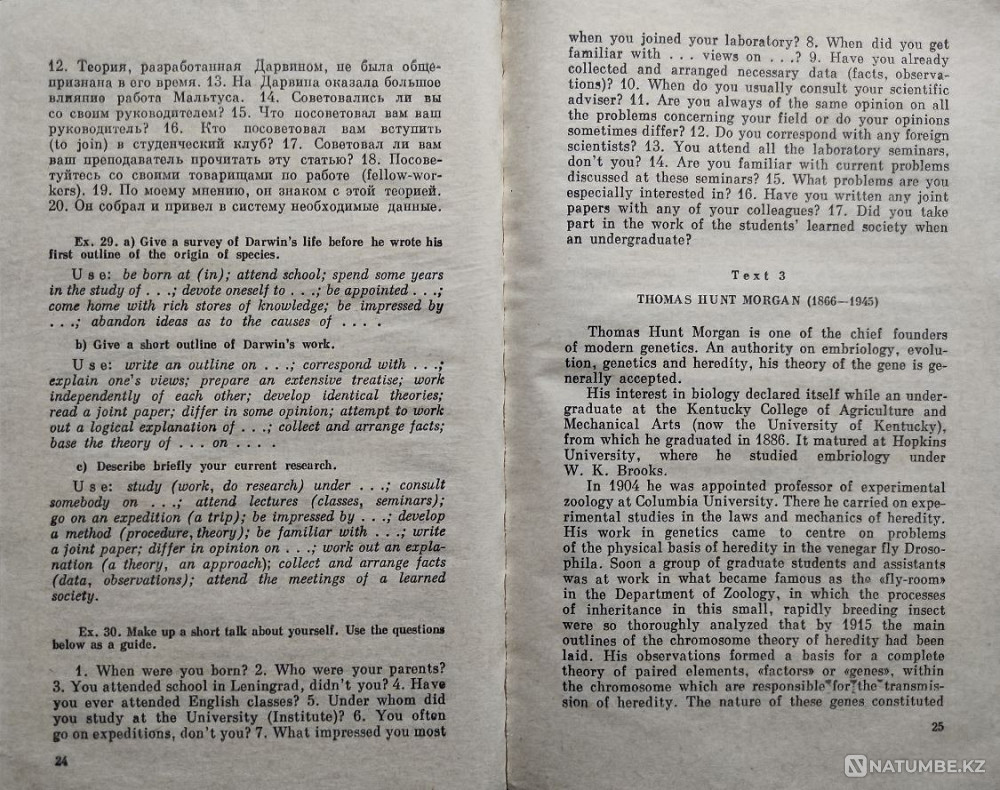 12. Теория, разработанная Дарвином, не была обще-
признана в его время. 13. На Дарвина оказала большое
влияние работа Мальтуса. 14. Советовались ли вы
со своим руководителем? 15. Что посоветовал вам ваш
руководитель? 16. Кто посоветовал вам вступить
(to join) в студенческий клуб? 17. Советовал ли вам
ваш преподаватель прочитать эту статью? 18. Посове-
туйтесь со своими товарищами по работе (fellow-wor-
kers). 19. По моему мнению, он знаком с этой теорией.
20. Он собрал и привел в систему необходимые данные.
Ex. 29. a) Give a survey of Darwin's life before he wrote his
first outline of the origin of species.
Use: be born at (in); attend school; spend some years
in the study of . . .; devote oneself to . . .; be appointed . . .;
come home with rich stores of knowledge; be impressed by
. . .; abandon ideas as to the causes of . . . .
b) Give a short outline of Darwin's work.
Use: write an outline on . . .; correspond with . . .;
explain one's views; prepare an extensive treatise; work
independently of each other; develop identical theories;
read a joint paper; differ in some opinion; attempt to work
out a logical explanation of . . .; collect and arrange facts;
base the theory of . . . on . . . .
c) Describe briefly your current research.
Use: study (work, do research) under . . .; consult
somebody on . . .; attend lectures (classes, seminars);
go on an expedition (a trip); be impressed by . . .; develop
a method (procedure, theory); be familiar with . . .; write
a joint paper; differ in opinion on . . .; work out an expla-
nation (a theory, an approach); collect and arrange facts
(data, observations); attend the meetings of a learned
society.
Ex. 30. Make up a short talk about yourself. Use the questions
below as a guide.
1. When were you born? 2. Who were your parents?
3. You attended school in Leningrad, didn't you? 4. Have
you ever attended English classes? 5. Under whom did
you study at the University (Institute)? 6. You often
go on expeditions, don't you? 7. What impressed you most
24
when you joined your laboratory? 8. When did you get
familiar with . . . views on . . .? 9. Have you already
collected and arranged necessary data (facts, observa-
tions)? 10. When do you usually consult your scientific
adviser? 11. Are you always of the same opinion on all
the problems concerning your field or do your opinions
sometimes differ? 12. Do you correspond with any foreign
scientists? 13. You attend all the laboratory seminars,
don't you? 14. Are you familiar with current problems
discussed at these seminars? 15. What problems are you
especially interested in? 16. Have you written any joint
papers with any of your colleagues? 17. Did you take
part in the work of the students' learned society when
an undergraduate?
Text 3
THOMAS HUNT MORGAN (1866—1945)
Thomas Hunt Morgan is one of the chief founders
of modern genetics. An authority on embriology, evolu-
tion, genetics and heredity, his theory of the gene is ge-
nerally accepted.
His interest in biology declared itself while an under-
graduate at the Kentucky College of Agriculture and
Mechanical Arts (now the University of Kentucky),
from which he graduated in 1886. It matured at Hopkins
University, where he studied embriology under
W. K. Brooks.
In 1904 he was appointed professor of experimental
zoology at Columbia University. There he carried on expe-
rimental studies in the laws and mechanics of heredity.
His work in genetics came to centre on problems
of the physical basis of heredity in the venegar fly Droso-
phila. Soon a group of graduate students and assistants
was at work in what became famous as the «fly-room»
in the Department of Zoology, in which the processes
of inheritance in this small, rapidly breeding insect
were so thoroughly analyzed that by 1915 the main
outlines of the chromosome theory of heredity had been
laid. His observations formed a basis for a complete
theory of paired elements, «factors» or «genes», within
the chromosome which are responsible for the transmis-
sion of heredity. The nature of these genes constituted
25
NATUMBE.KZ